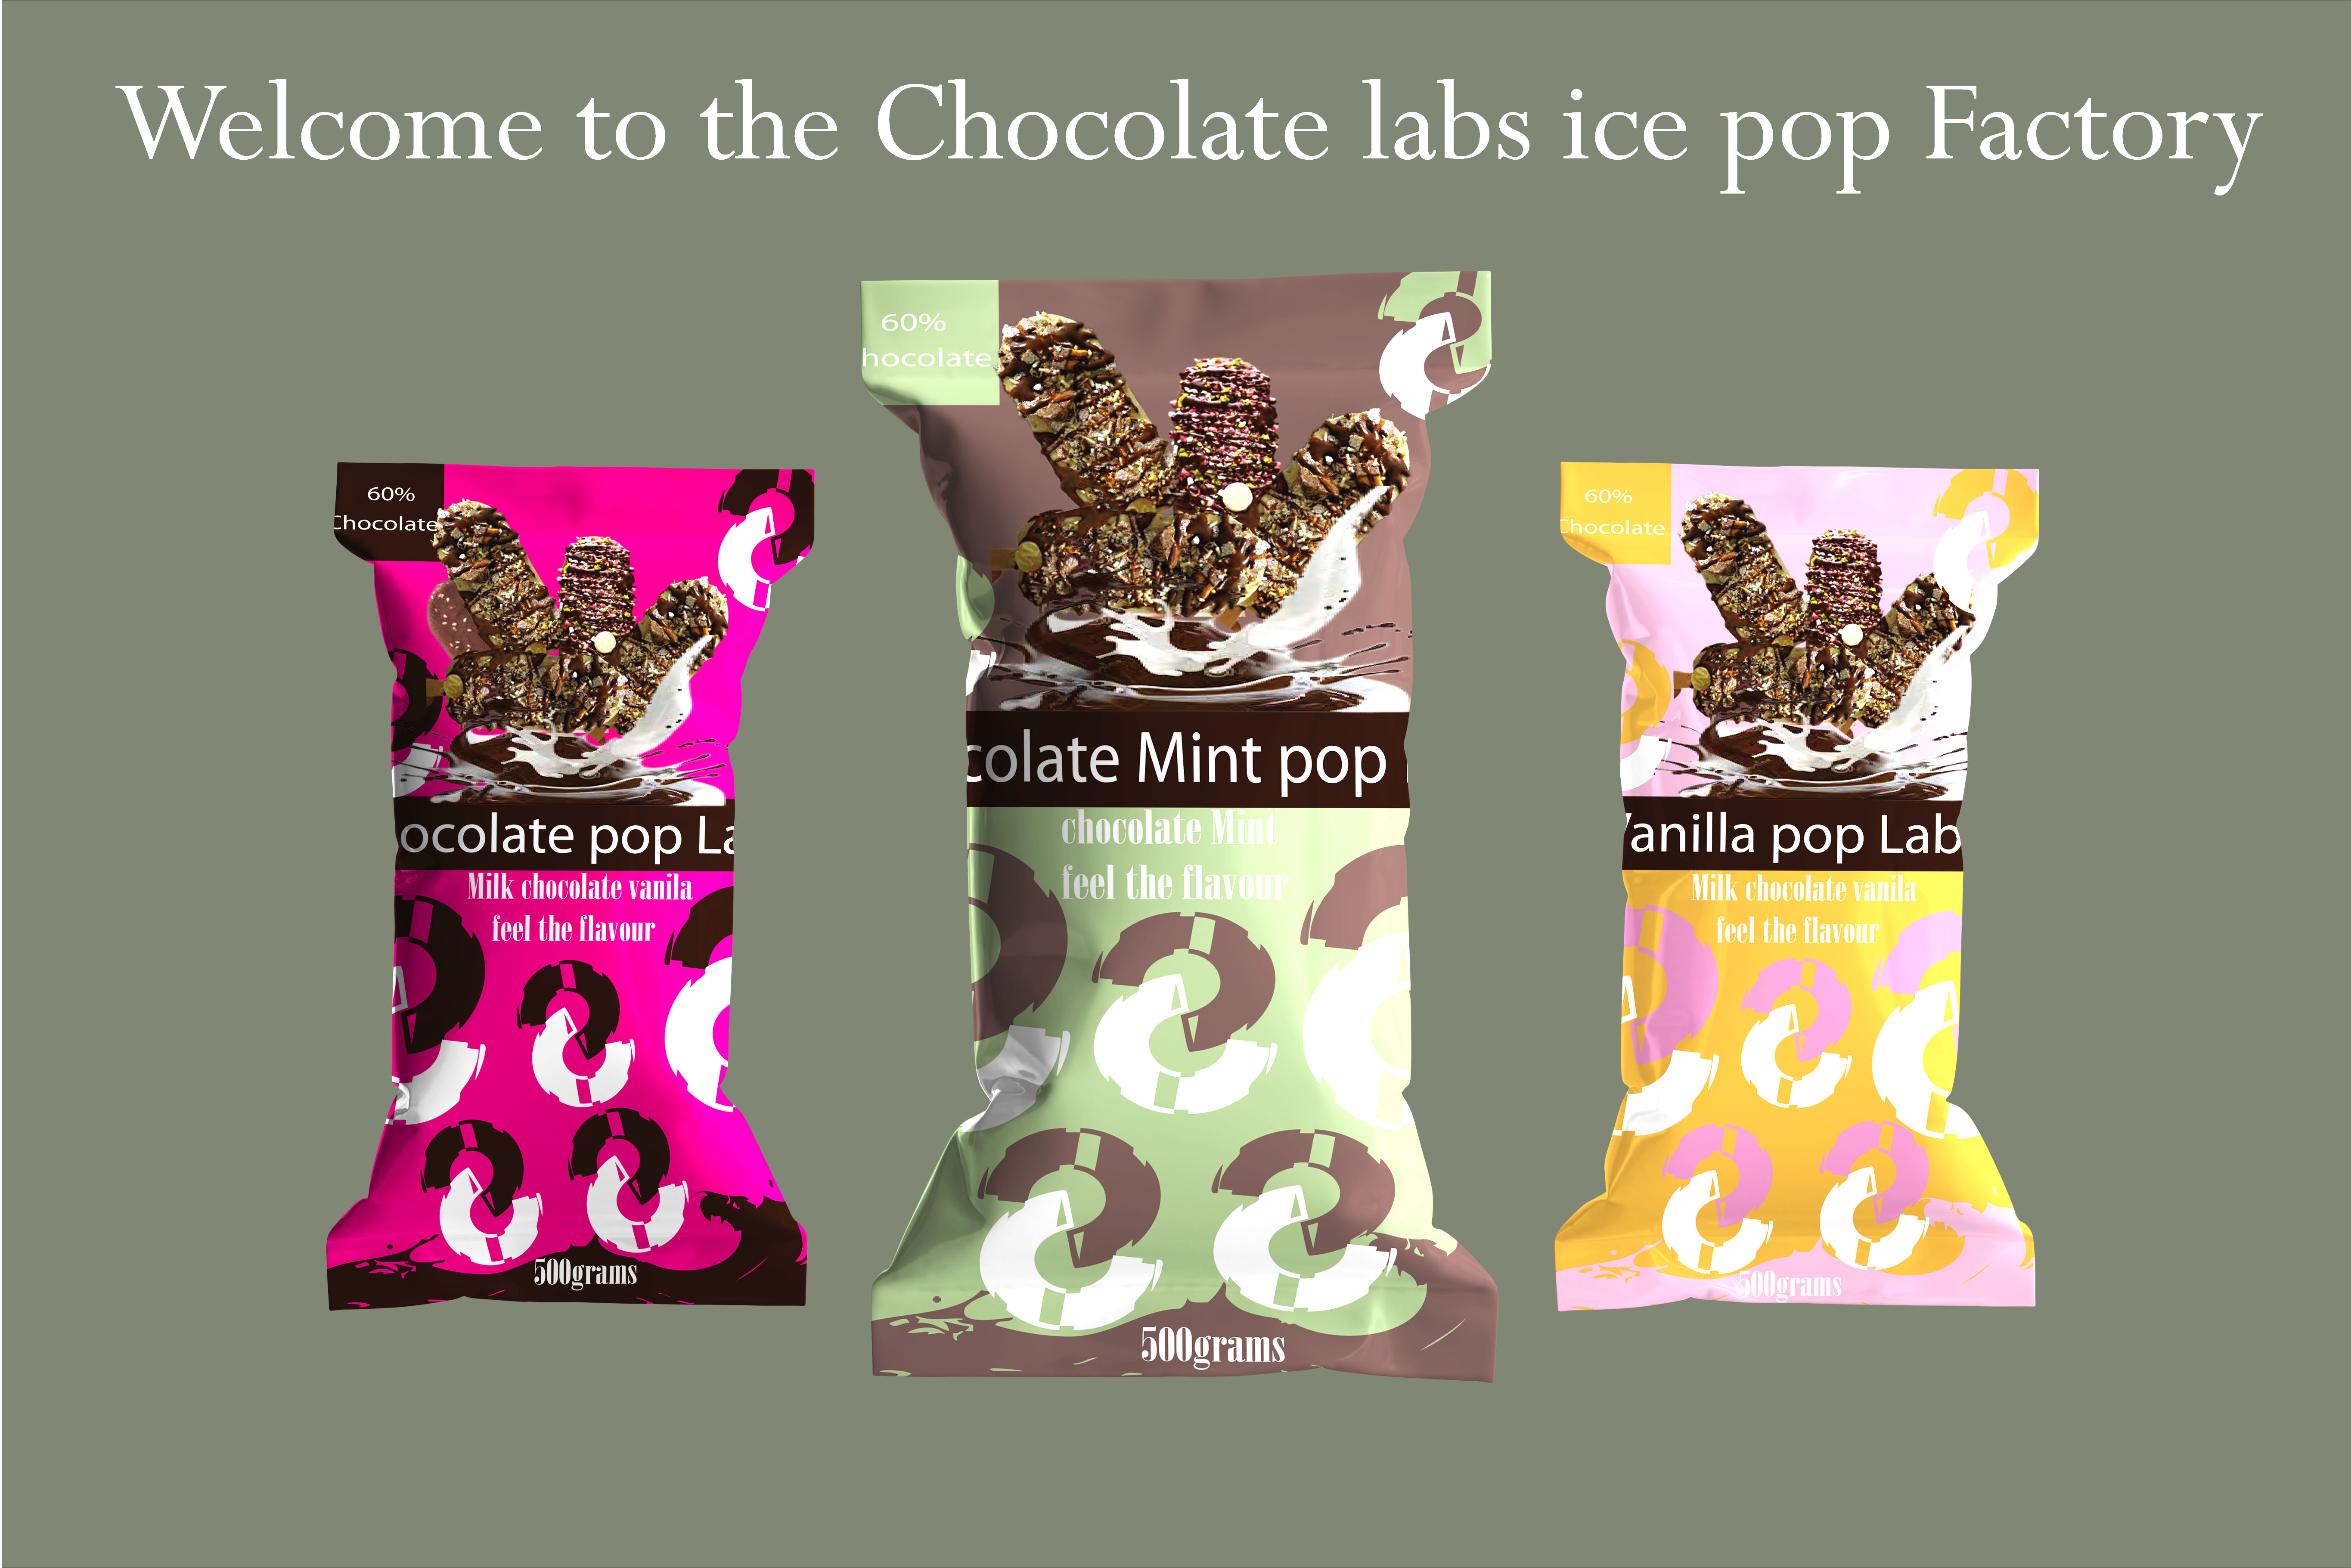 Welcome to the Chocolate labs ice pop Factory
60%
Chocolate
ocolate pop La
Milk chocolate vanila
feel the flavour
500grams
60%
hocolate
colate Mint pop
chocolate Mint
feel the flavour
500grams
60%
Chocolate
Vanilla pop Lab
Milk chocolate vanila
feel the flavour
500grams